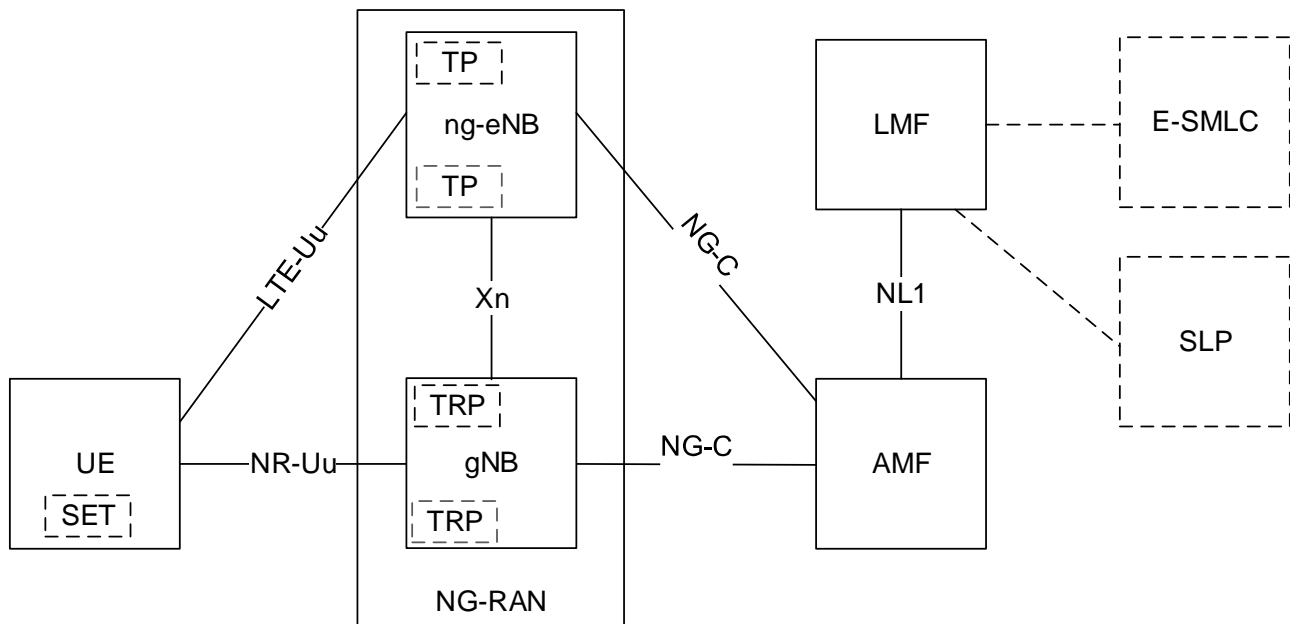 TP
ng-eNB
TP
LMF
E-SMLC
LTE-Uu
NG-C
Xn
NL1
SLP
UE
SET
NR-Uu
TRP
gNB
TRP
NG-C
AMF
NG-RAN